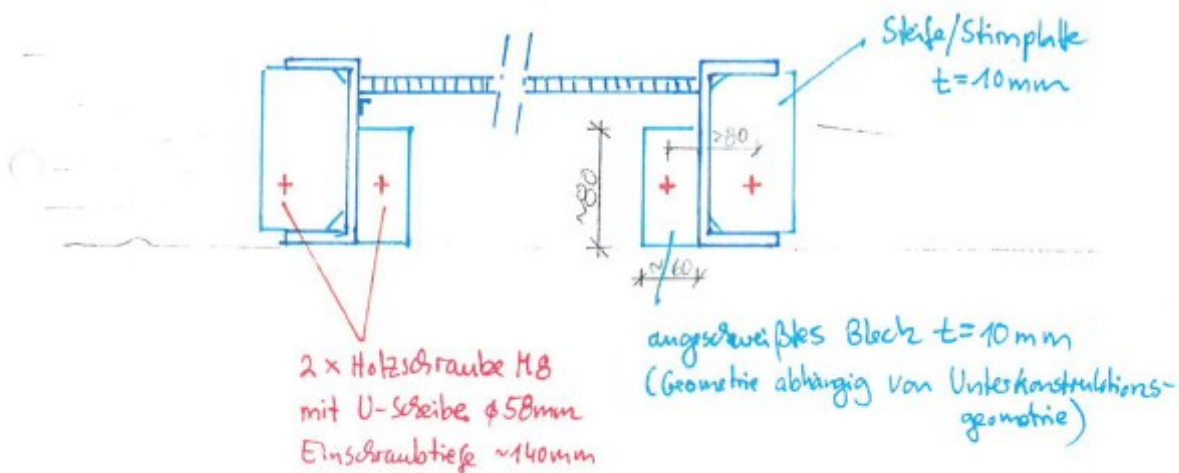 Steife/Stirnplatte
t=10mm
>80
~80
~60
angeschweißtes Blech t=10mm
(Geometrie abhängig von Unterkonstruktions-
geometrie)
2 x Holzschraube M8
mit U-Scheibe ϕ58mm
Einschraubtiefe ~140mm